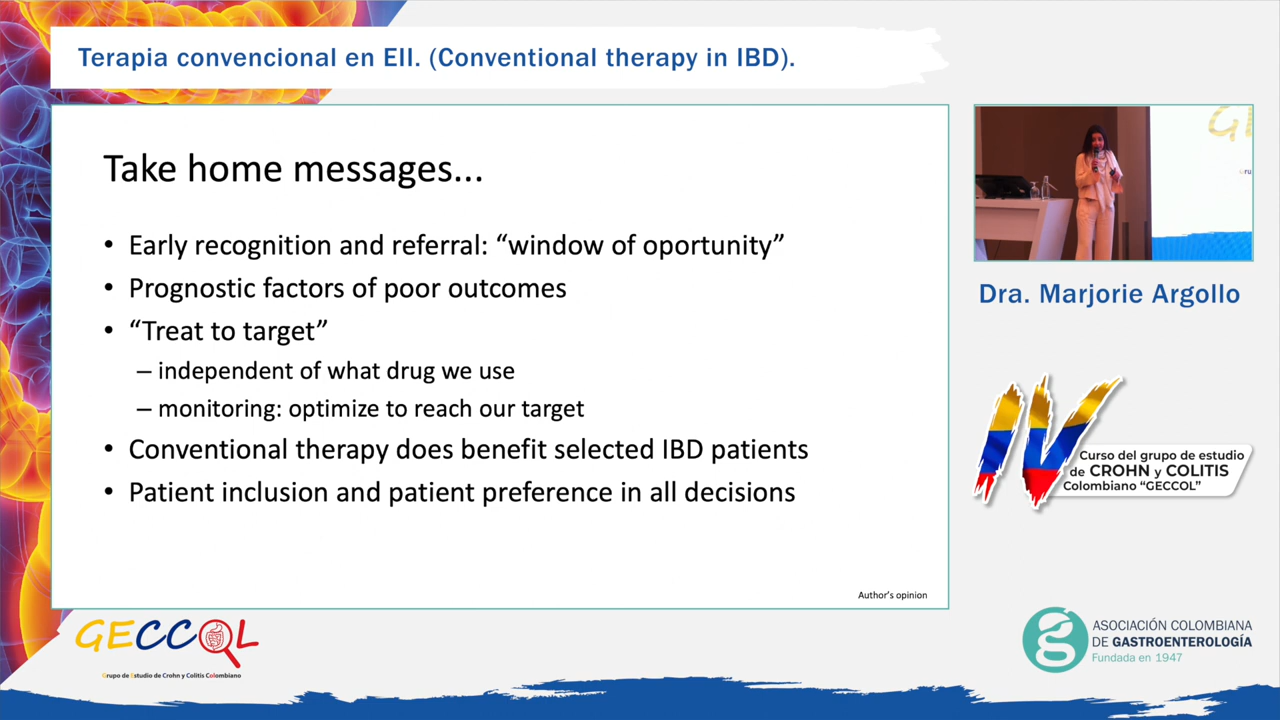 Terapia convencional en EII. (Conventional therapy in IBD).
Take home messages...
• Early recognition and referral: “window of oportunity”
• Prognostic factors of poor outcomes
• “Treat to target”
– independent of what drug we use
– monitoring: optimize to reach our target
• Conventional therapy does benefit selected IBD patients
• Patient inclusion and patient preference in all decisions
Author’s opinion
Dra. Marjorie Argollo
IV
Curso del grupo de estudio
de CROHN y COLITIS
Colombiano “GECCOL”
GECCOL
Grupo de Estudio de Crohn y Colitis Colombiano
ASOCIACIÓN COLOMBIANA
DE GASTROENTEROLOGÍA
Fundada en 1947